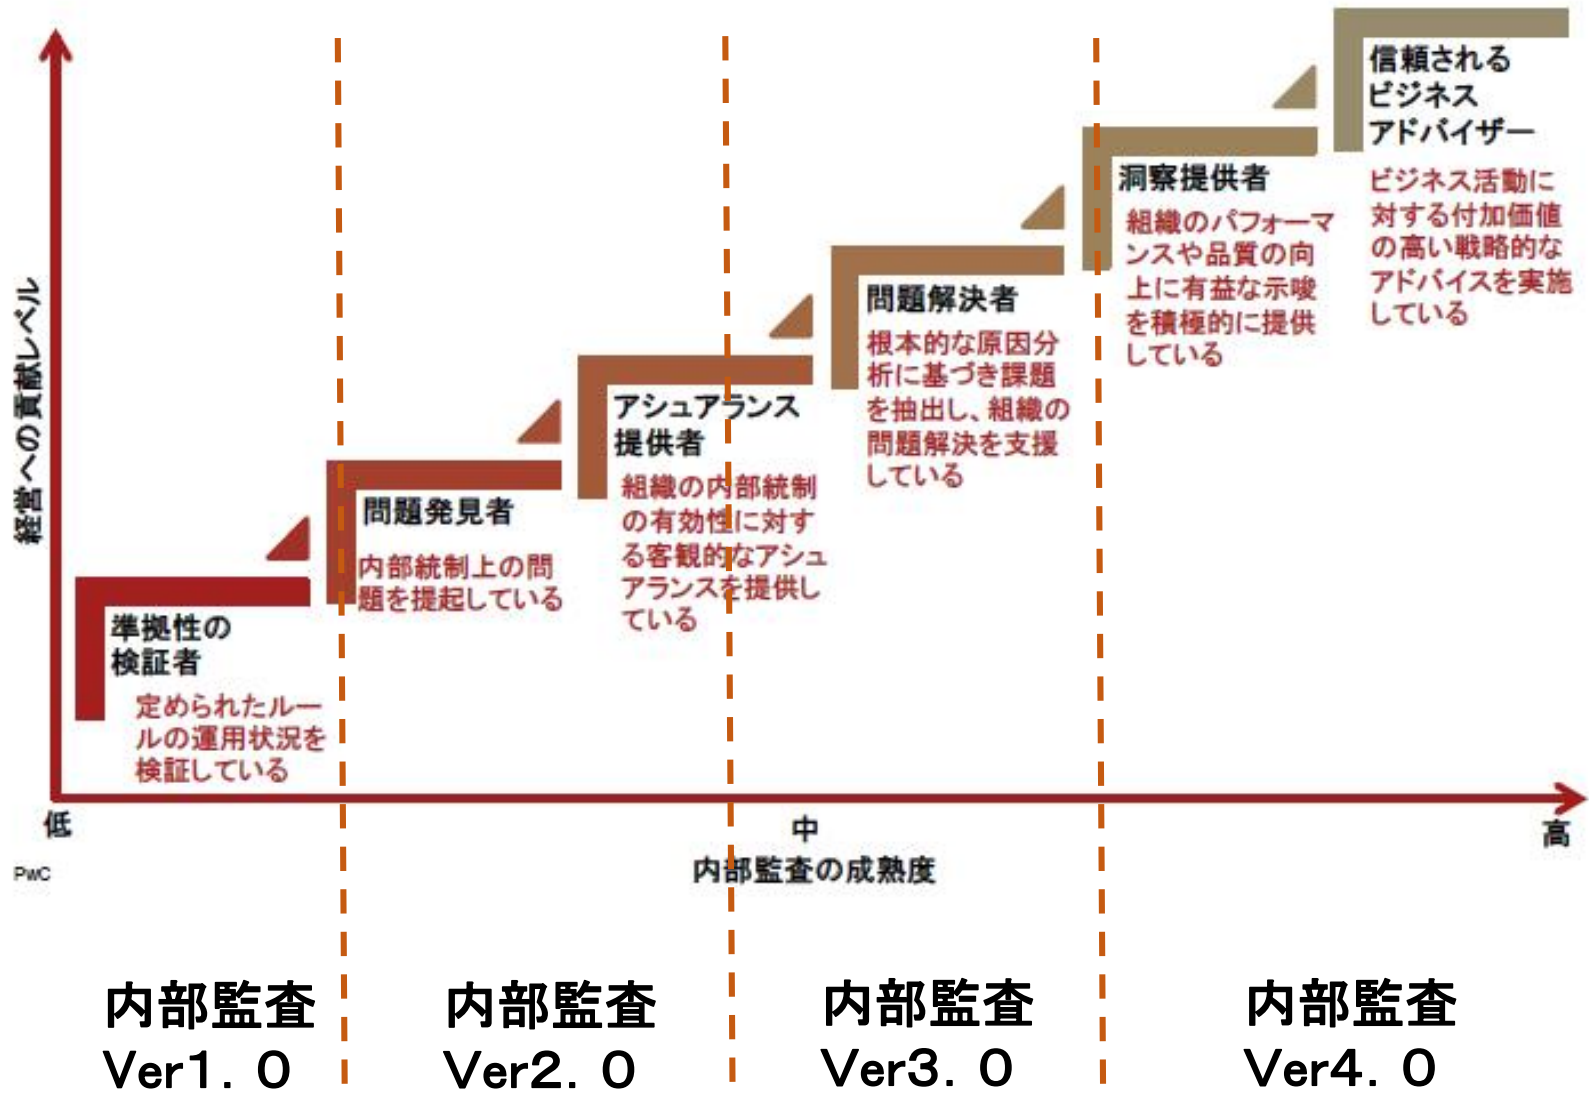 経営への貢献レベル
準拠性の
検証者
定められたルー
ルの運用状況を
検証している
問題発見者
内部統制上の問
題を提起している
アシュアランス
提供者
組織の内部統制
の有効性に対す
る客観的なアシュ
アランスを提供し
ている
問題解決者
根本的な原因分
析に基づき課題
を抽出し、組織の
問題解決を支援
している
洞察提供者
組織のパフォーマ
ンスや品質の向
上に有益な示唆
を積極的に提供
している
信頼される
ビジネス
アドバイザー
ビジネス活動に
対する付加価値
の高い戦略的な
アドバイスを実施
している
低
中
高
内部監査の成熟度
PwC
内部監査
Ver1.0
内部監査
Ver2.0
内部監査
Ver3.0
内部監査
Ver4.0